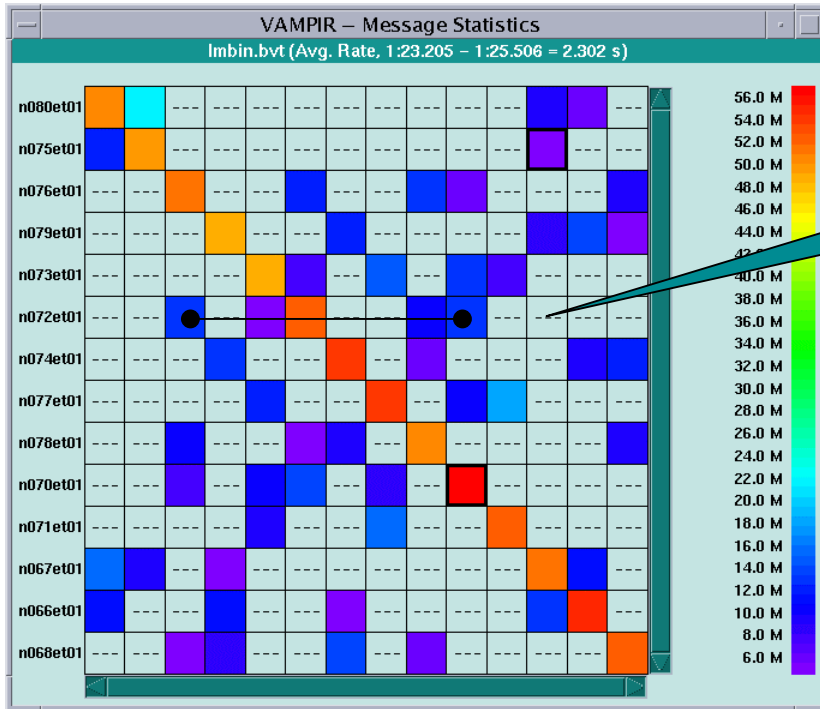 VAMPIR – Message Statistics
lmbin.bvt (Avg. Rate, 1:23.205 – 1:25.506 = 2.302 s)
n080et01
n075et01
n076et01
n079et01
n073et01
n072et01
n074et01
n077et01
n078et01
n070et01
n071et01
n067et01
n066et01
n068et01
56.0 M
54.0 M
52.0 M
50.0 M
48.0 M
46.0 M
44.0 M
40.0 M
38.0 M
36.0 M
34.0 M
32.0 M
30.0 M
28.0 M
26.0 M
24.0 M
22.0 M
20.0 M
18.0 M
16.0 M
14.0 M
12.0 M
10.0 M
8.0 M
6.0 M